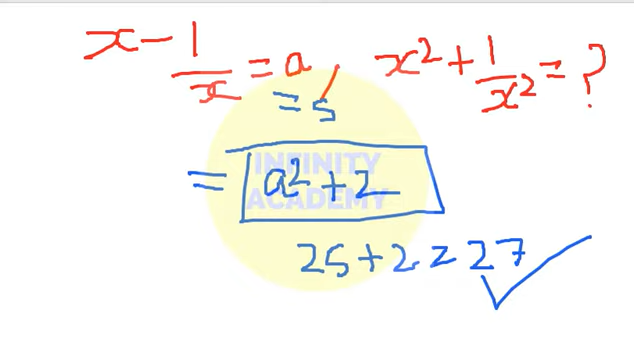 x - 1/x = a, x² + 1/x² = ?
= 5
= a² + 2
INFINITY
ACADEMY
25 + 2 = 27